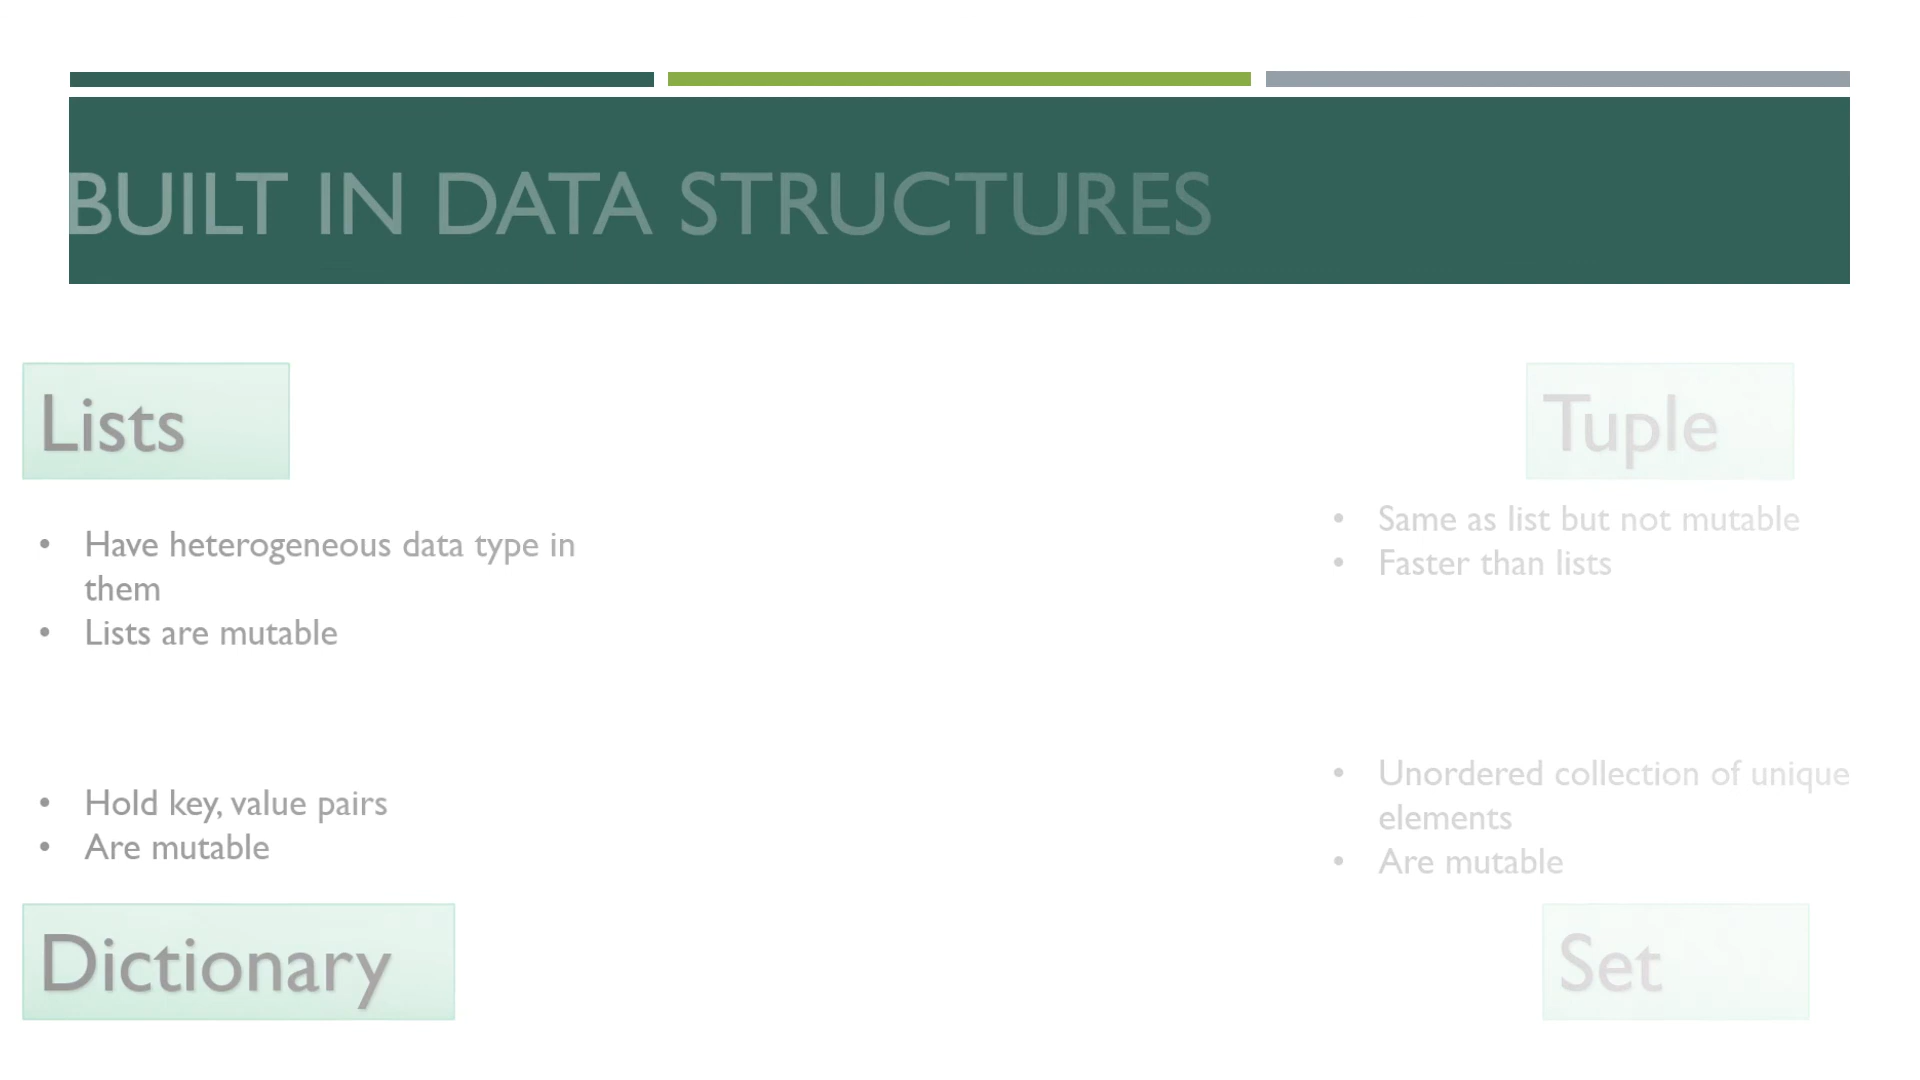 BUILT IN DATA STRUCTURES
Lists
• Have heterogeneous data type in
them
• Lists are mutable
Tuple
• Same as list but not mutable
• Faster than lists
• Hold key, value pairs
• Are mutable
Dictionary
• Unordered collection of unique
elements
• Are mutable
Set